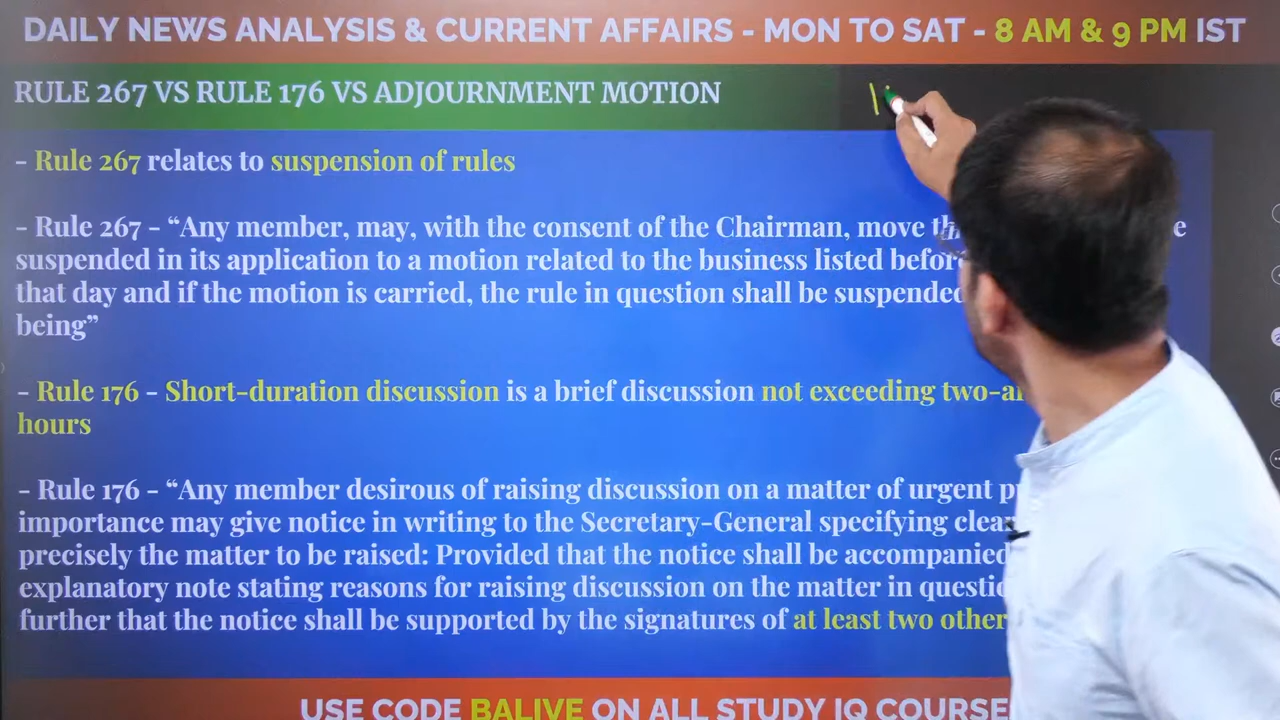 DAILY NEWS ANALYSIS & CURRENT AFFAIRS - MON TO SAT - 8 AM & 9 PM IST
RULE 267 VS RULE 176 VS ADJOURNMENT MOTION
- Rule 267 relates to suspension of rules
- Rule 267 - “Any member, may, with the consent of the Chairman, move
suspended in its application to a motion related to the business listed
that day and if the motion is carried, the rule in question shall be suspended
being”
- Rule 176 - Short-duration discussion is a brief discussion not exceeding
hours
- Rule 176 - “Any member desirous of raising discussion on a matter of urgent
importance may give notice in writing to the Secretary-General specifying
precisely the matter to be raised: Provided that the notice shall be accompanied
explanatory note stating reasons for raising discussion on the matter in
further that the notice shall be supported by the signatures of at least two other
USE CODE BALIVE ON ALL STUDY IQ